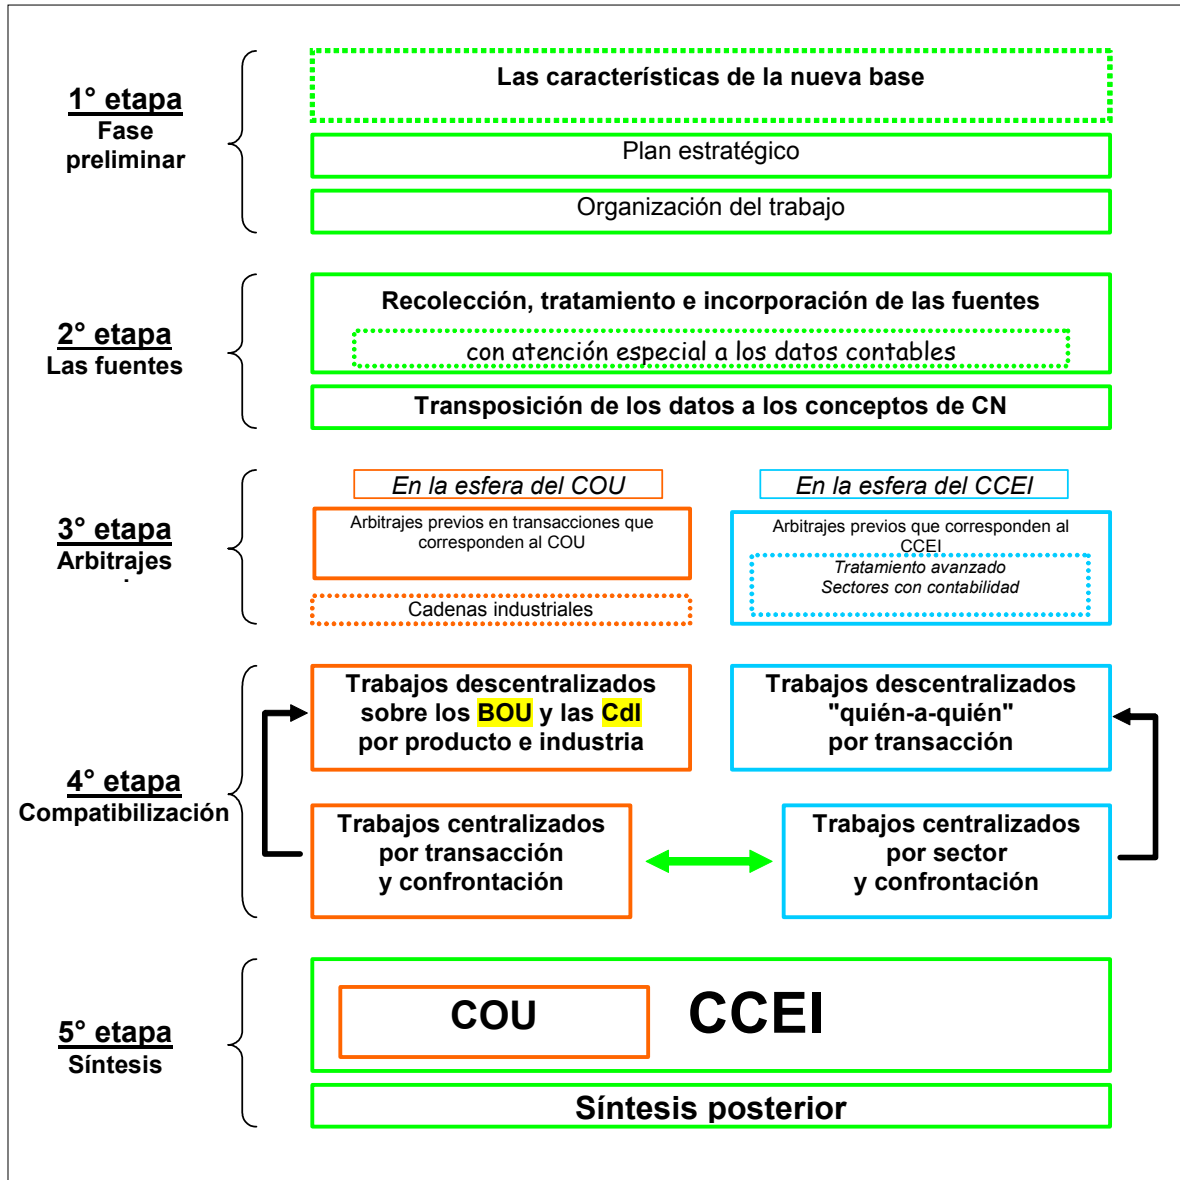 1° etapa
Fase
preliminar
Las características de la nueva base
Plan estratégico
Organización del trabajo
2° etapa
Las fuentes
Recolección, tratamiento e incorporación de las fuentes
con atención especial a los datos contables
Transposición de los datos a los conceptos de CN
3° etapa
Arbitrajes
En la esfera del COU
Arbitrajes previos en transacciones que
corresponden al COU
Cadenas industriales
En la esfera del CCEI
Arbitrajes previos que corresponden al
CCEI
Tratamiento avanzado
Sectores con contabilidad
4° etapa
Compatibilización
Trabajos descentralizados
sobre los BOU y las CdI
por producto e industria
Trabajos descentralizados
"quién-a-quién"
por transacción
Trabajos centralizados
por transacción
y confrontación
Trabajos centralizados
por sector
y confrontación
5° etapa
Síntesis
COU
CCEI
Síntesis posterior